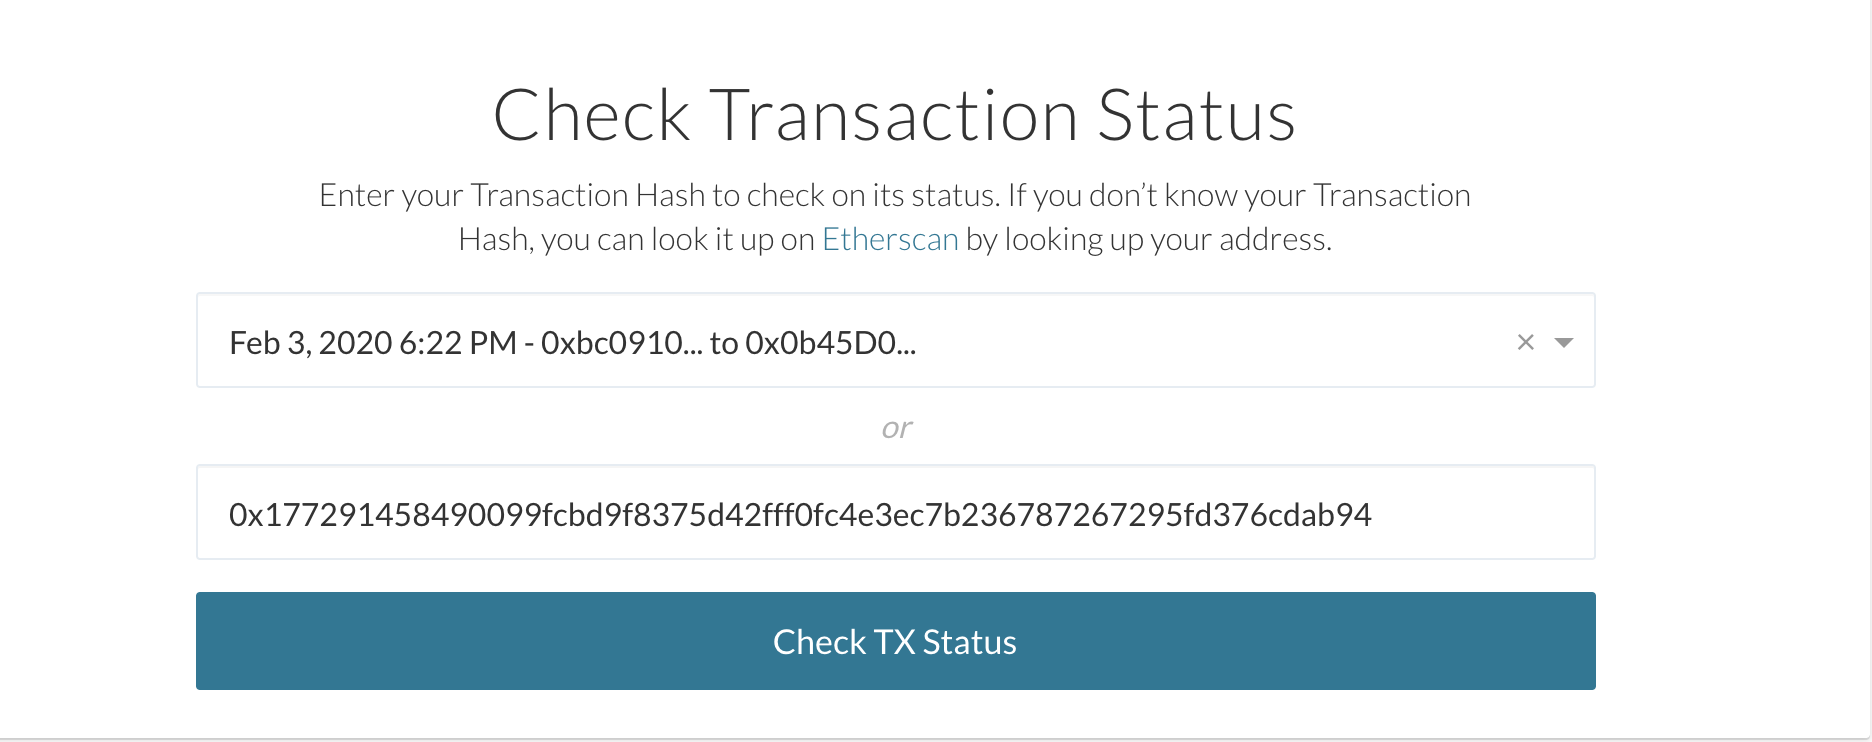 Check Transaction Status
Enter your Transaction Hash to check on its status. If you don’t know your Transaction
Hash, you can look it up on Etherscan by looking up your address.
Feb 3, 2020 6:22 PM - 0xbc0910... to 0x0b45D0...
or
0x177291458490099fcbd9f8375d42fff0fc4e3ec7b236787267295fd376cdab94
Check TX Status